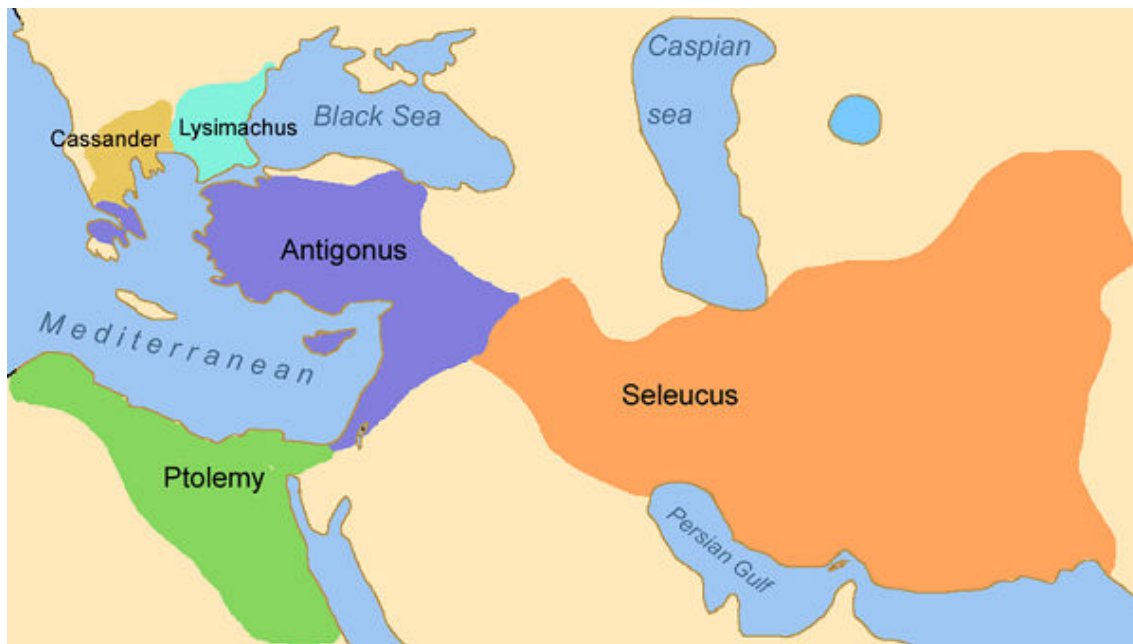 Caspian
sea
Black Sea
Cassander
Lysimachus
Antigonus
Mediterranean
Seleucus
Ptolemy
Persian Gulf